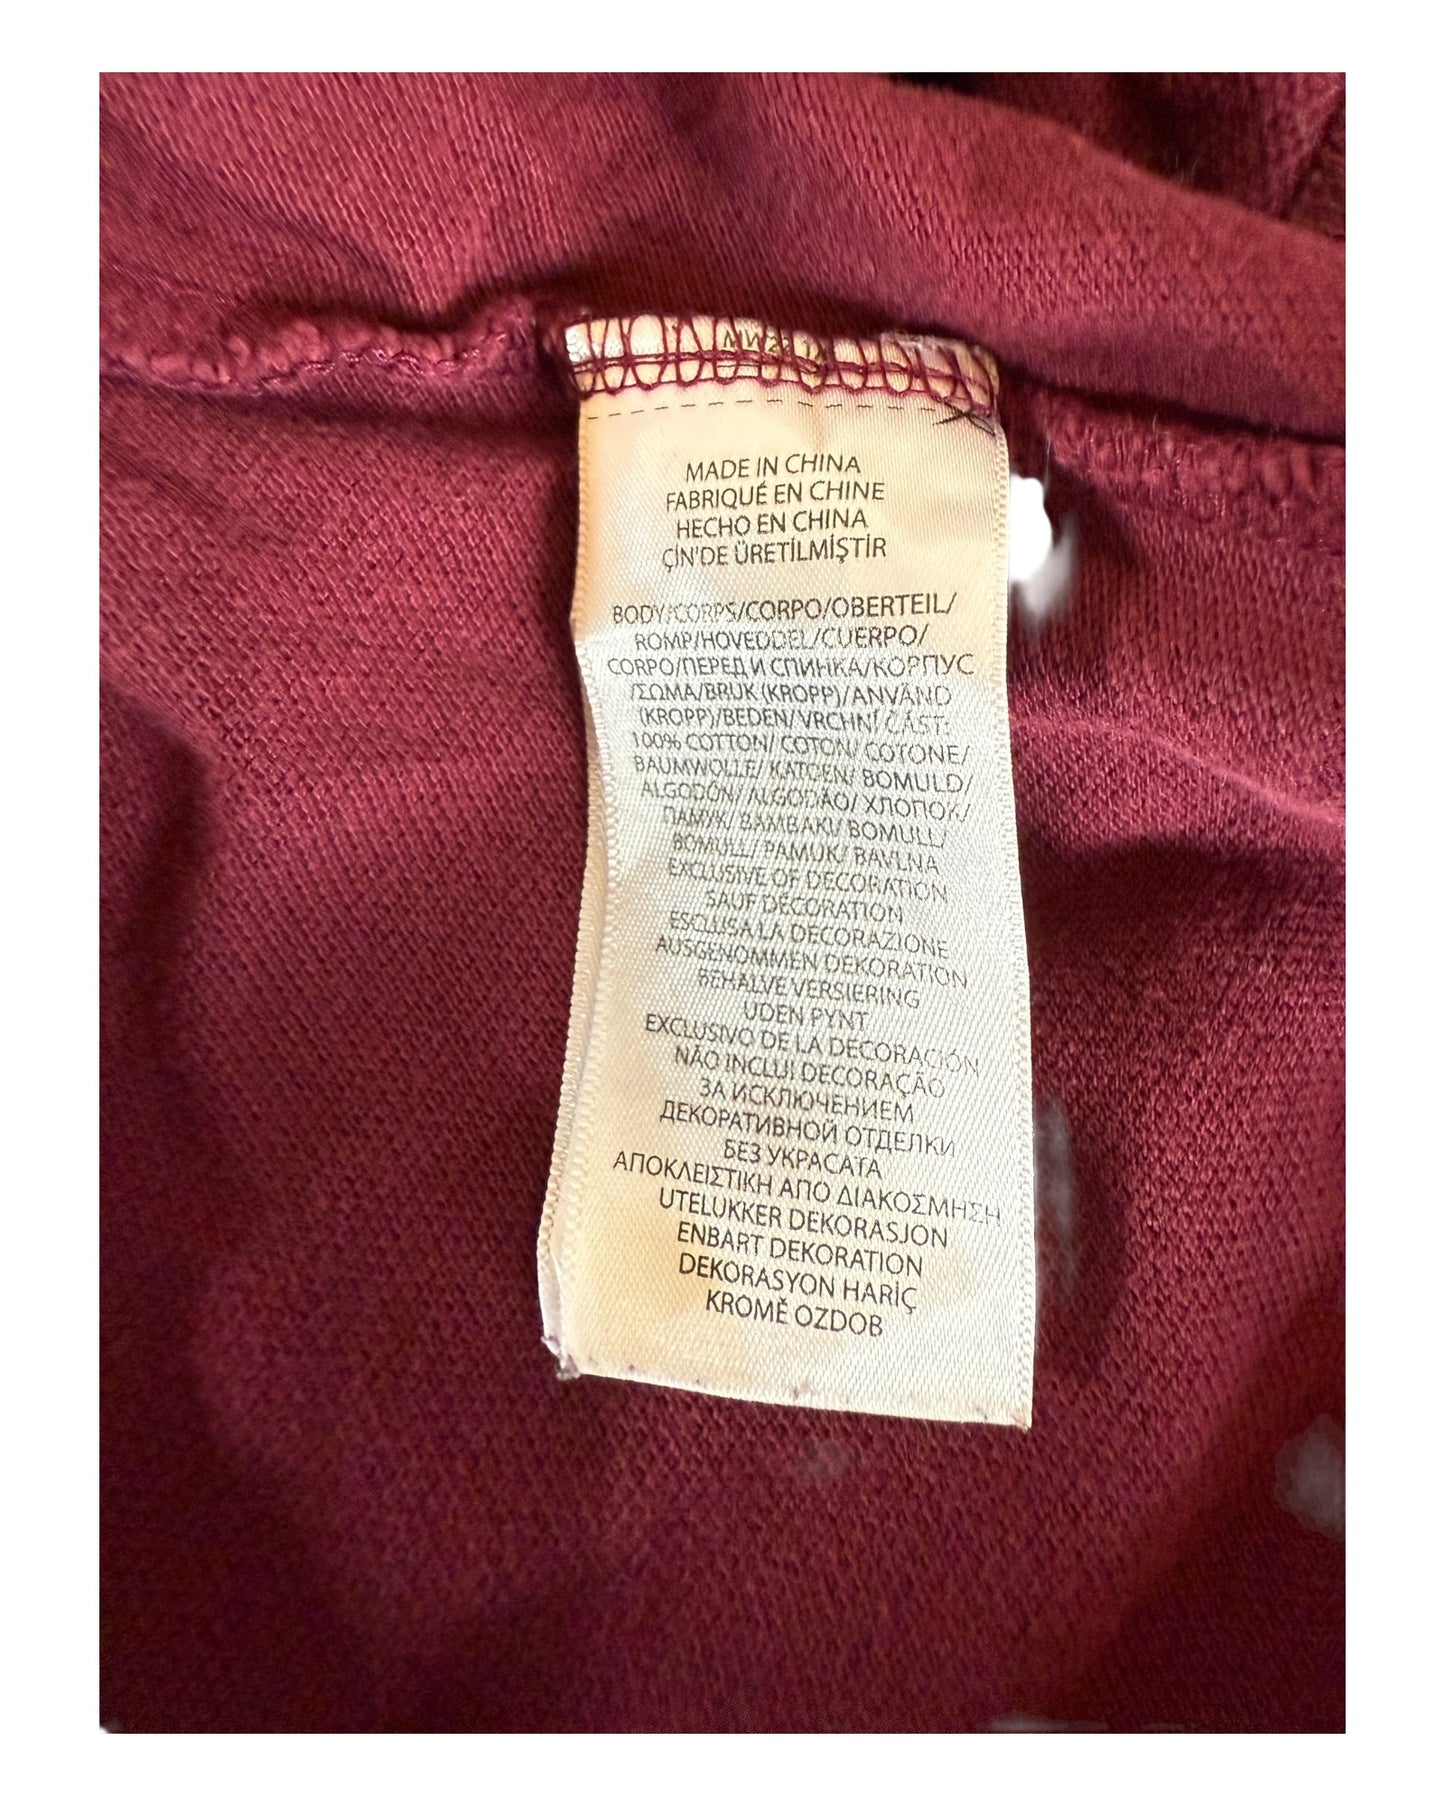 MADE IN CHINA
FABRIQUÉ EN CHINE
HECHO EN CHINA
ÇİN'DE ÜRETİLMİŞTİR
BODY/CORPS/CORPO/OBERTEIL/
ROMP/HOVEDDEL/CUERPO/
CORPO/ПЕРЕД И СПИНКА/КОРПУС
/ΣΩΜΑ/BRUK (KROPP)/ANVÄND
(KROPP)/BEDEN/ VRCHNÍ ČÁST:
100% COTTON/ COTON/ COTONE/
BAUMWOLLE/ KATOEN/ BOMULD/
ALGODÓN/ ALGODÃO/ ХЛОПОК/
ПАМУК/ ΒΑΜΒΑΚΙ/ BOMULL/
BOMULL/ PAMUK/ BAVLNA
EXCLUSIVE OF DECORATION
SAUF DÉCORATION
ESCLUSA LA DECORAZIONE
AUSGENOMMEN DEKORATION
BEHALVE VERSIERING
UDEN PYNT
EXCLUSIVO DE LA DECORACIÓN
NÃO INCLUI DECORAÇÃO
ЗА ИСКЛЮЧЕНИЕМ
ДЕКОРАТИВНОЙ ОТДЕЛКИ
БЕЗ УКРАСАТА
ΑΠΟΚΛΕΙΣΤΙΚΗ ΑΠΟ ΔΙΑΚΟΣΜΗΣΗ
UTELUKKER DEKORASJON
ENBART DEKORATION
DEKORASYON HARİÇ
KROMĚ OZDOB